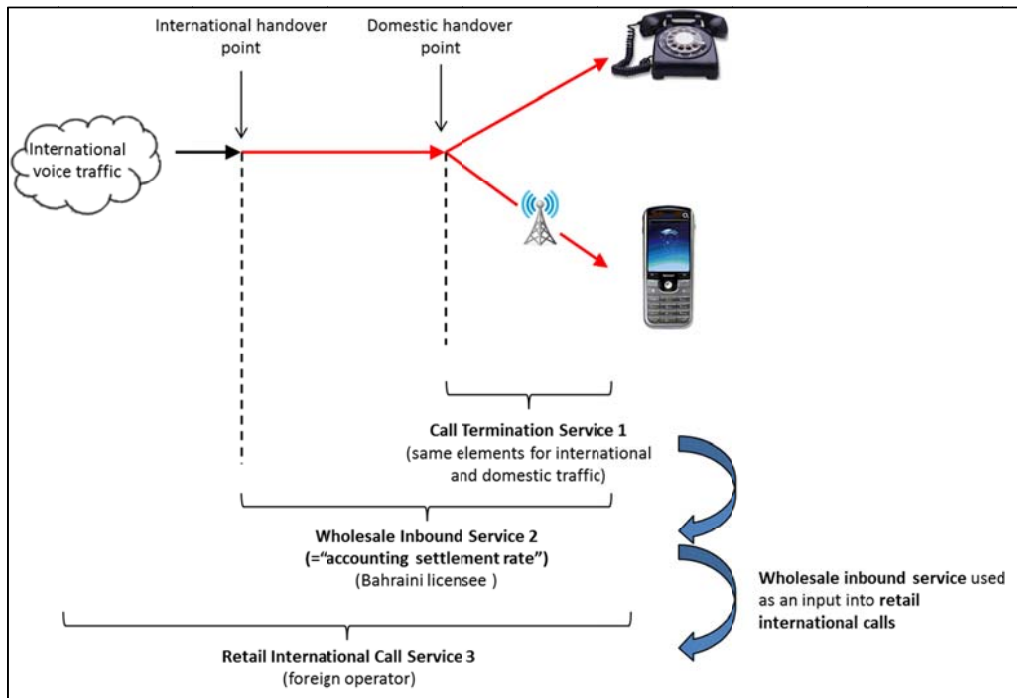 International handover
point
Domestic handover
point
International
voice traffic
Call Termination Service 1
(same elements for international
and domestic traffic)
Wholesale Inbound Service 2
(="accounting settlement rate")
(Bahraini licensee )
Wholesale inbound service used
as an input into retail
international calls
Retail International Call Service 3
(foreign operator)